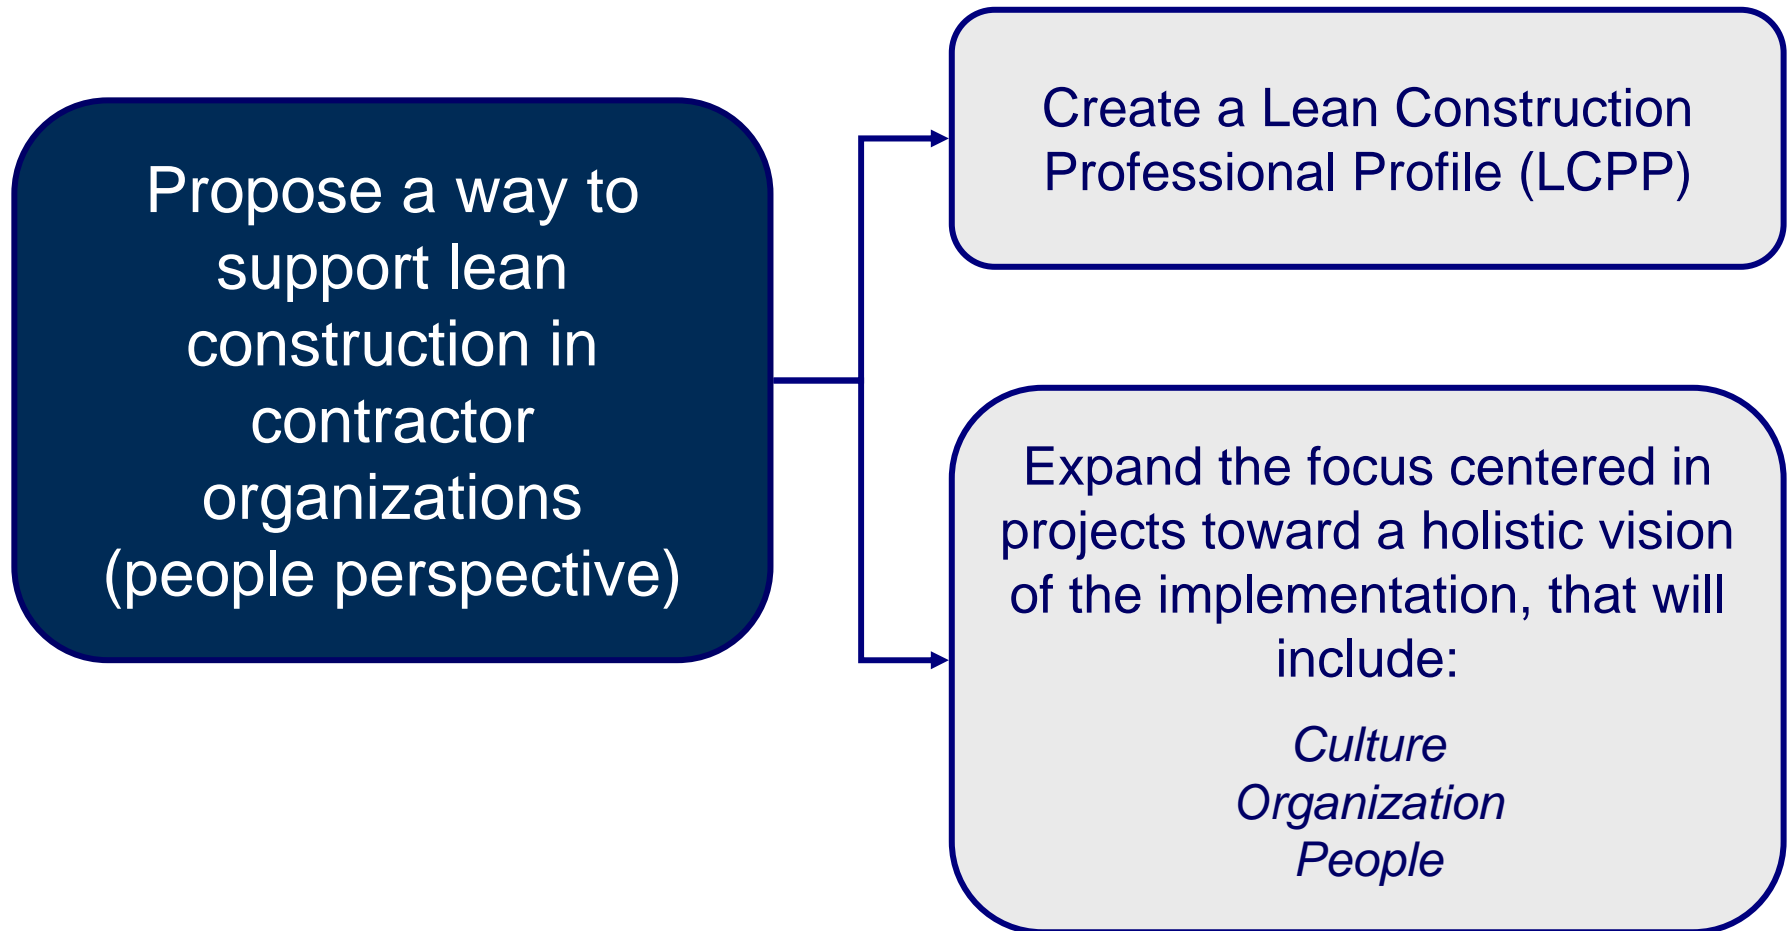 Propose a way to
support lean
construction in
contractor
organizations
(people perspective)
Create a Lean Construction
Professional Profile (LCPP)
Expand the focus centered in
projects toward a holistic vision
of the implementation, that will
include:
Culture
Organization
People